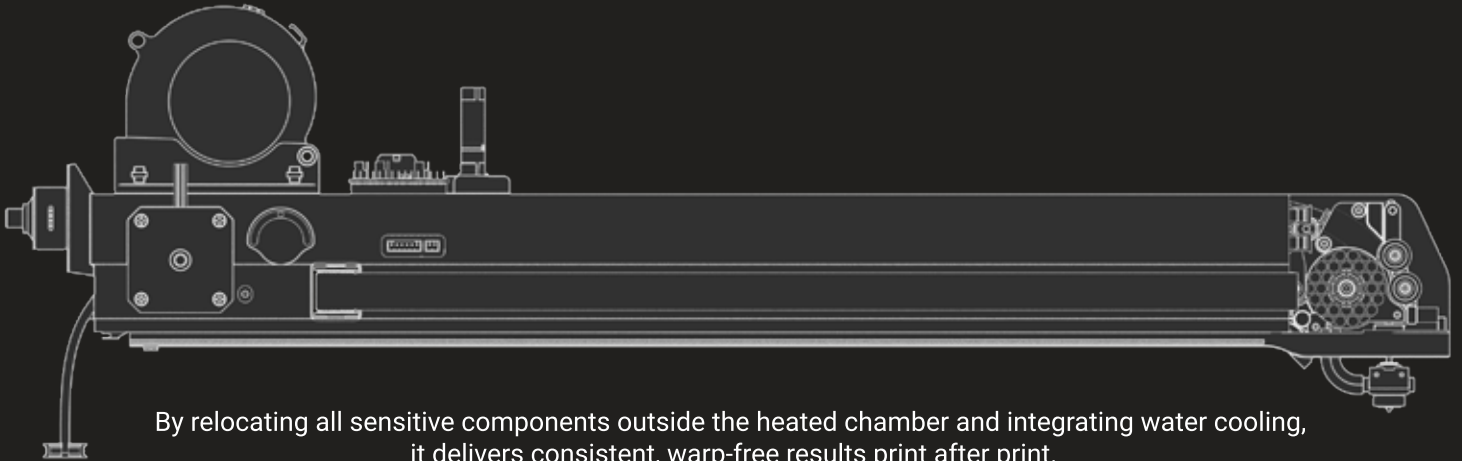 By relocating all sensitive components outside the heated chamber and integrating water cooling,
it delivers consistent, warp-free results print after print.